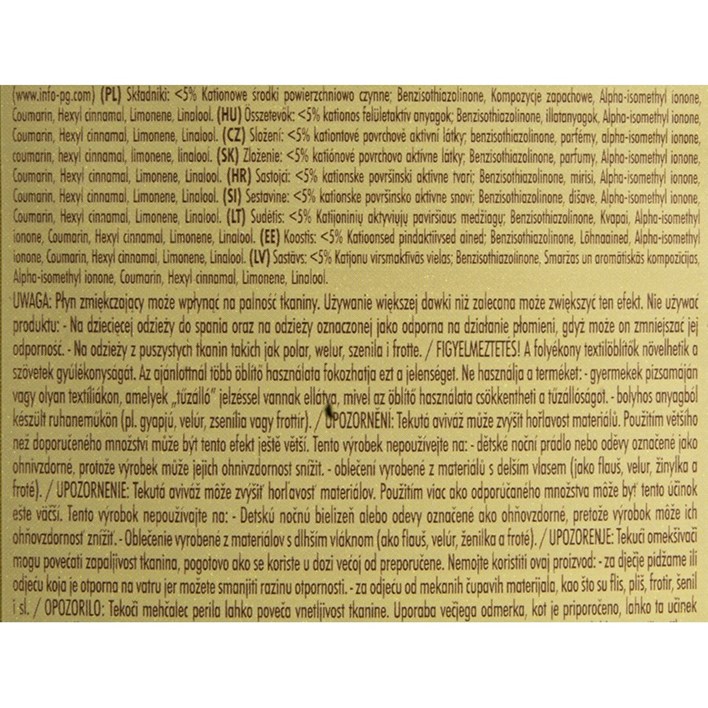 (www.info-pg.com) (PL) Składniki: <5% Kationowe środki powierzchniowo czynne; Benzisothiazolinone, Kompozycje zapachowe, Alpha-isomethyl ionone,
Coumarin, Hexyl cinnamal, Limonene, Linalool. (HU) Összetevők: <5% kationos felületaktív anyagok; Benzisothiazolinone, illatanyagok, Alpha-isomethyl ionone,
Coumarin, Hexyl cinnamal, Limonene, Linalool. (CZ) Složení: <5% kationtové povrchově aktivní látky; benzisothiazolinone, parfémy, alpha-isomethyl ionone,
coumarin, hexyl cinnamal, limonene, linalool. (SK) Zloženie: <5% katiónové povrchovo aktívne látky; Benzisothiazolinone, parfumy, Alpha-isomethyl ionone,
Coumarin, Hexyl cinnamal, Limonene, Linalool. (HR) Sastojci: <5% kationske površinski aktivne tvari; Benzisothiazolinone, mirisi, Alpha-isomethyl ionone,
Coumarin, Hexyl cinnamal, Limonene, Linalool. (SI) Sestavine: <5% kationske površinsko aktivne snovi; Benzisothiazolinone, dišave, Alpha-isomethyl ionone,
Coumarin, Hexyl cinnamal, Limonene, Linalool. (LT) Sudėtis: <5% Katijoninių aktyviųjų paviršiaus medžiagų; Benzisothiazolinone, Kvapai, Alpha-isomethyl
ionone, Coumarin, Hexyl cinnamal, Limonene, Linalool. (EE) Koostis: <5% Katioonsed pindaktiivsed ained; Benzisothiazolinone, Lõhnaained, Alpha-isomethyl
ionone, Coumarin, Hexyl cinnamal, Limonene, Linalool. (LV) Sastāvs: <5% Katjonu virsmaktīvās vielas; Benzisothiazolinone, Smaržas un aromātiskās kompozīcijas,
Alpha-isomethyl ionone, Coumarin, Hexyl cinnamal, Limonene, Linalool.
UWAGA: Płyn zmiękczający może wpłynąć na palność tkaniny. Używanie większej dawki niż zalecana może zwiększyć ten efekt. Nie używać
produktu: - Na dziecięcej odzieży do spania oraz na odzieży oznaczonej jako odporna na działanie płomieni, gdyż może on zmniejszać jej
odporność. - Na odzieży z puszystych tkanin takich jak polar, welur, szenila i frotte. / FIGYELMEZTETÉS! A folyékony textilöblítők növelhetik a
szövetek gyúlékonyságát. Az ajánlottnál több öblítő használata fokozhatja ezt a jelenséget. Ne használja a terméket: - gyermekek pizsamáján
vagy olyan textíliákon, amelyek „tűzálló" jelzéssel vannak ellátva, mivel az öblítő használata csökkentheti a tűzállóságot. - bolyhos anyagból
készült ruhaneműkön (pl. gyapjú, velúr, zsenília vagy frottír). / UPOZORNĚNÍ: Tekutá aviváž může zvýšit hořlavost materiálů. Použitím většího
než doporučeného množství může být tento efekt ještě větší. Tento výrobek nepoužívejte na: - dětské noční prádlo nebo oděvy označené jako
ohnivzdorné, protože výrobek může jejich ohnivzdornost snížit. - oblečení vyrobené z materiálů s delším vlasem (jako flauš, velur, žinylka a
froté). / UPOZORNENIE: Tekutá aviváž môže zvýšiť horľavosť materiálov. Použitím viac ako odporúčaného množstva môže byť tento účinok
ešte väčší. Tento výrobok nepoužívajte na: - Detskú nočnú bielizeň alebo odevy označené ako ohňovzdorné, pretože výrobok môže ich
ohňovzdornosť znížiť. - Oblečenie vyrobené z materiálov s dlhším vláknom (ako flauš, velúr, ženilka a froté). / UPOZORENJE: Tekući omekšivači
mogu povećati zapaljivost tkanina, pogotovo ako se koriste u dozi većoj od preporučene. Nemojte koristiti ovaj proizvod: - za dječje pidžame ili
odjeću koja je otporna na vatru jer možete smanjiti razinu otpornosti. - za odjeću od mekanih čupavih materijala, kao što su flis, pliš, frotir, šenil
i sl. / OPOZORILO: Tekoči mehčalec perila lahko poveča vnetljivost tkanine. Uporaba večjega odmerka, kot je priporočeno, lahko ta učinek